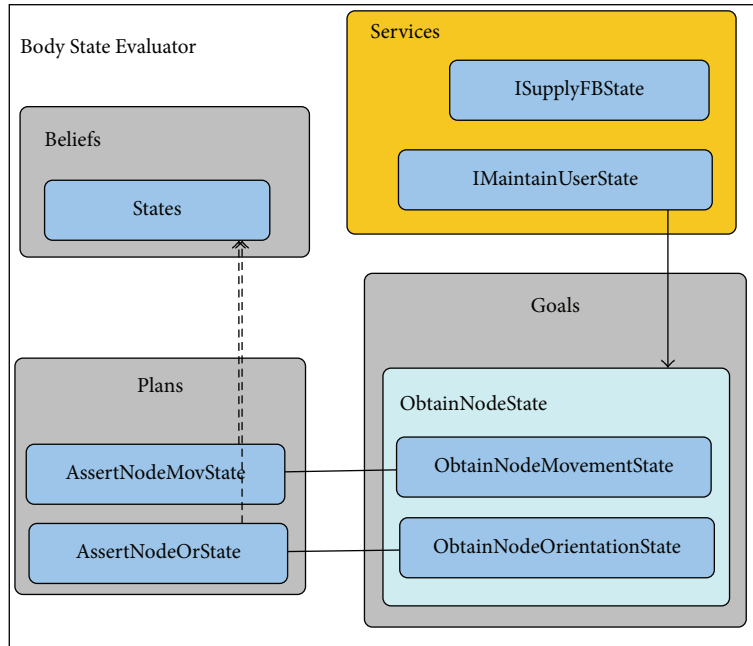 Body State Evaluator
Services
ISupplyFBState
IMaintainUserState
Beliefs
States
Goals
ObtainNodeState
ObtainNodeMovementState
ObtainNodeOrientationState
Plans
AssertNodeMovState
AssertNodeOrState